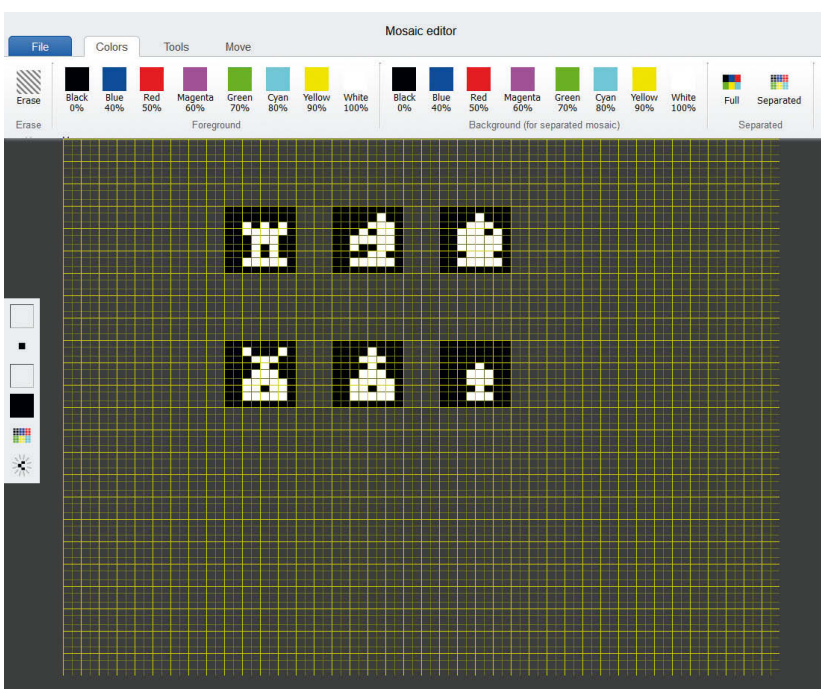 Mosaic editor
File Colors Tools Move
Erase Black 0% Blue 40% Red 50% Magenta 60% Green 70% Cyan 80% Yellow 90% White 100% Black 0% Blue 40% Red 50% Magenta 60% Green 70% Cyan 80% Yellow 90% White 100% Full Separated
Erase Foreground Background (for separated mosaic) Separated